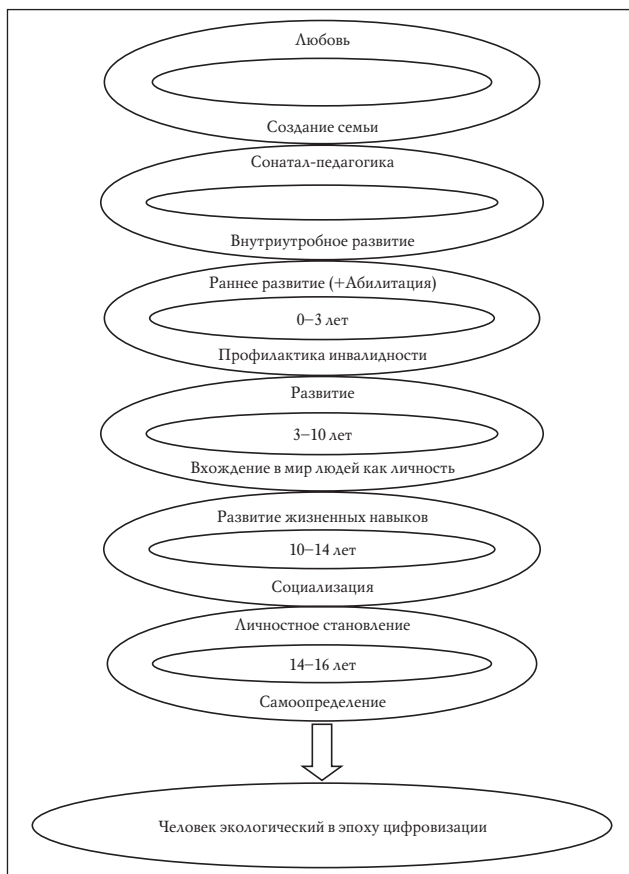 Любовь
Создание семьи
Сонатал-педагогика
Внутриутробное развитие
Раннее развитие (+Абилитация)
0–3 лет
Профилактика инвалидности
Развитие
3–10 лет
Вхождение в мир людей как личность
Развитие жизненных навыков
10–14 лет
Социализация
Личностное становление
14–16 лет
Самоопределение
Человек экологический в эпоху цифровизации